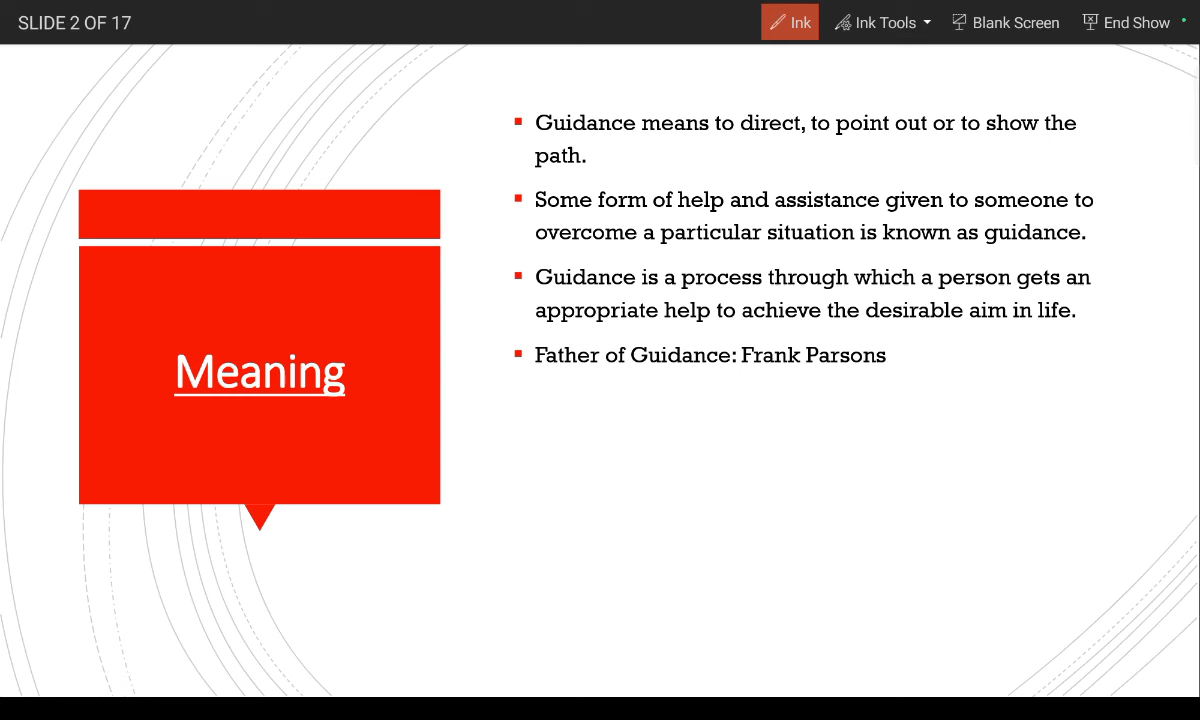 SLIDE 2 OF 17
Ink
Ink Tools
Blank Screen
End Show
Meaning
Guidance means to direct, to point out or to show the
path.
Some form of help and assistance given to someone to
overcome a particular situation is known as guidance.
Guidance is a process through which a person gets an
appropriate help to achieve the desirable aim in life.
Father of Guidance: Frank Parsons